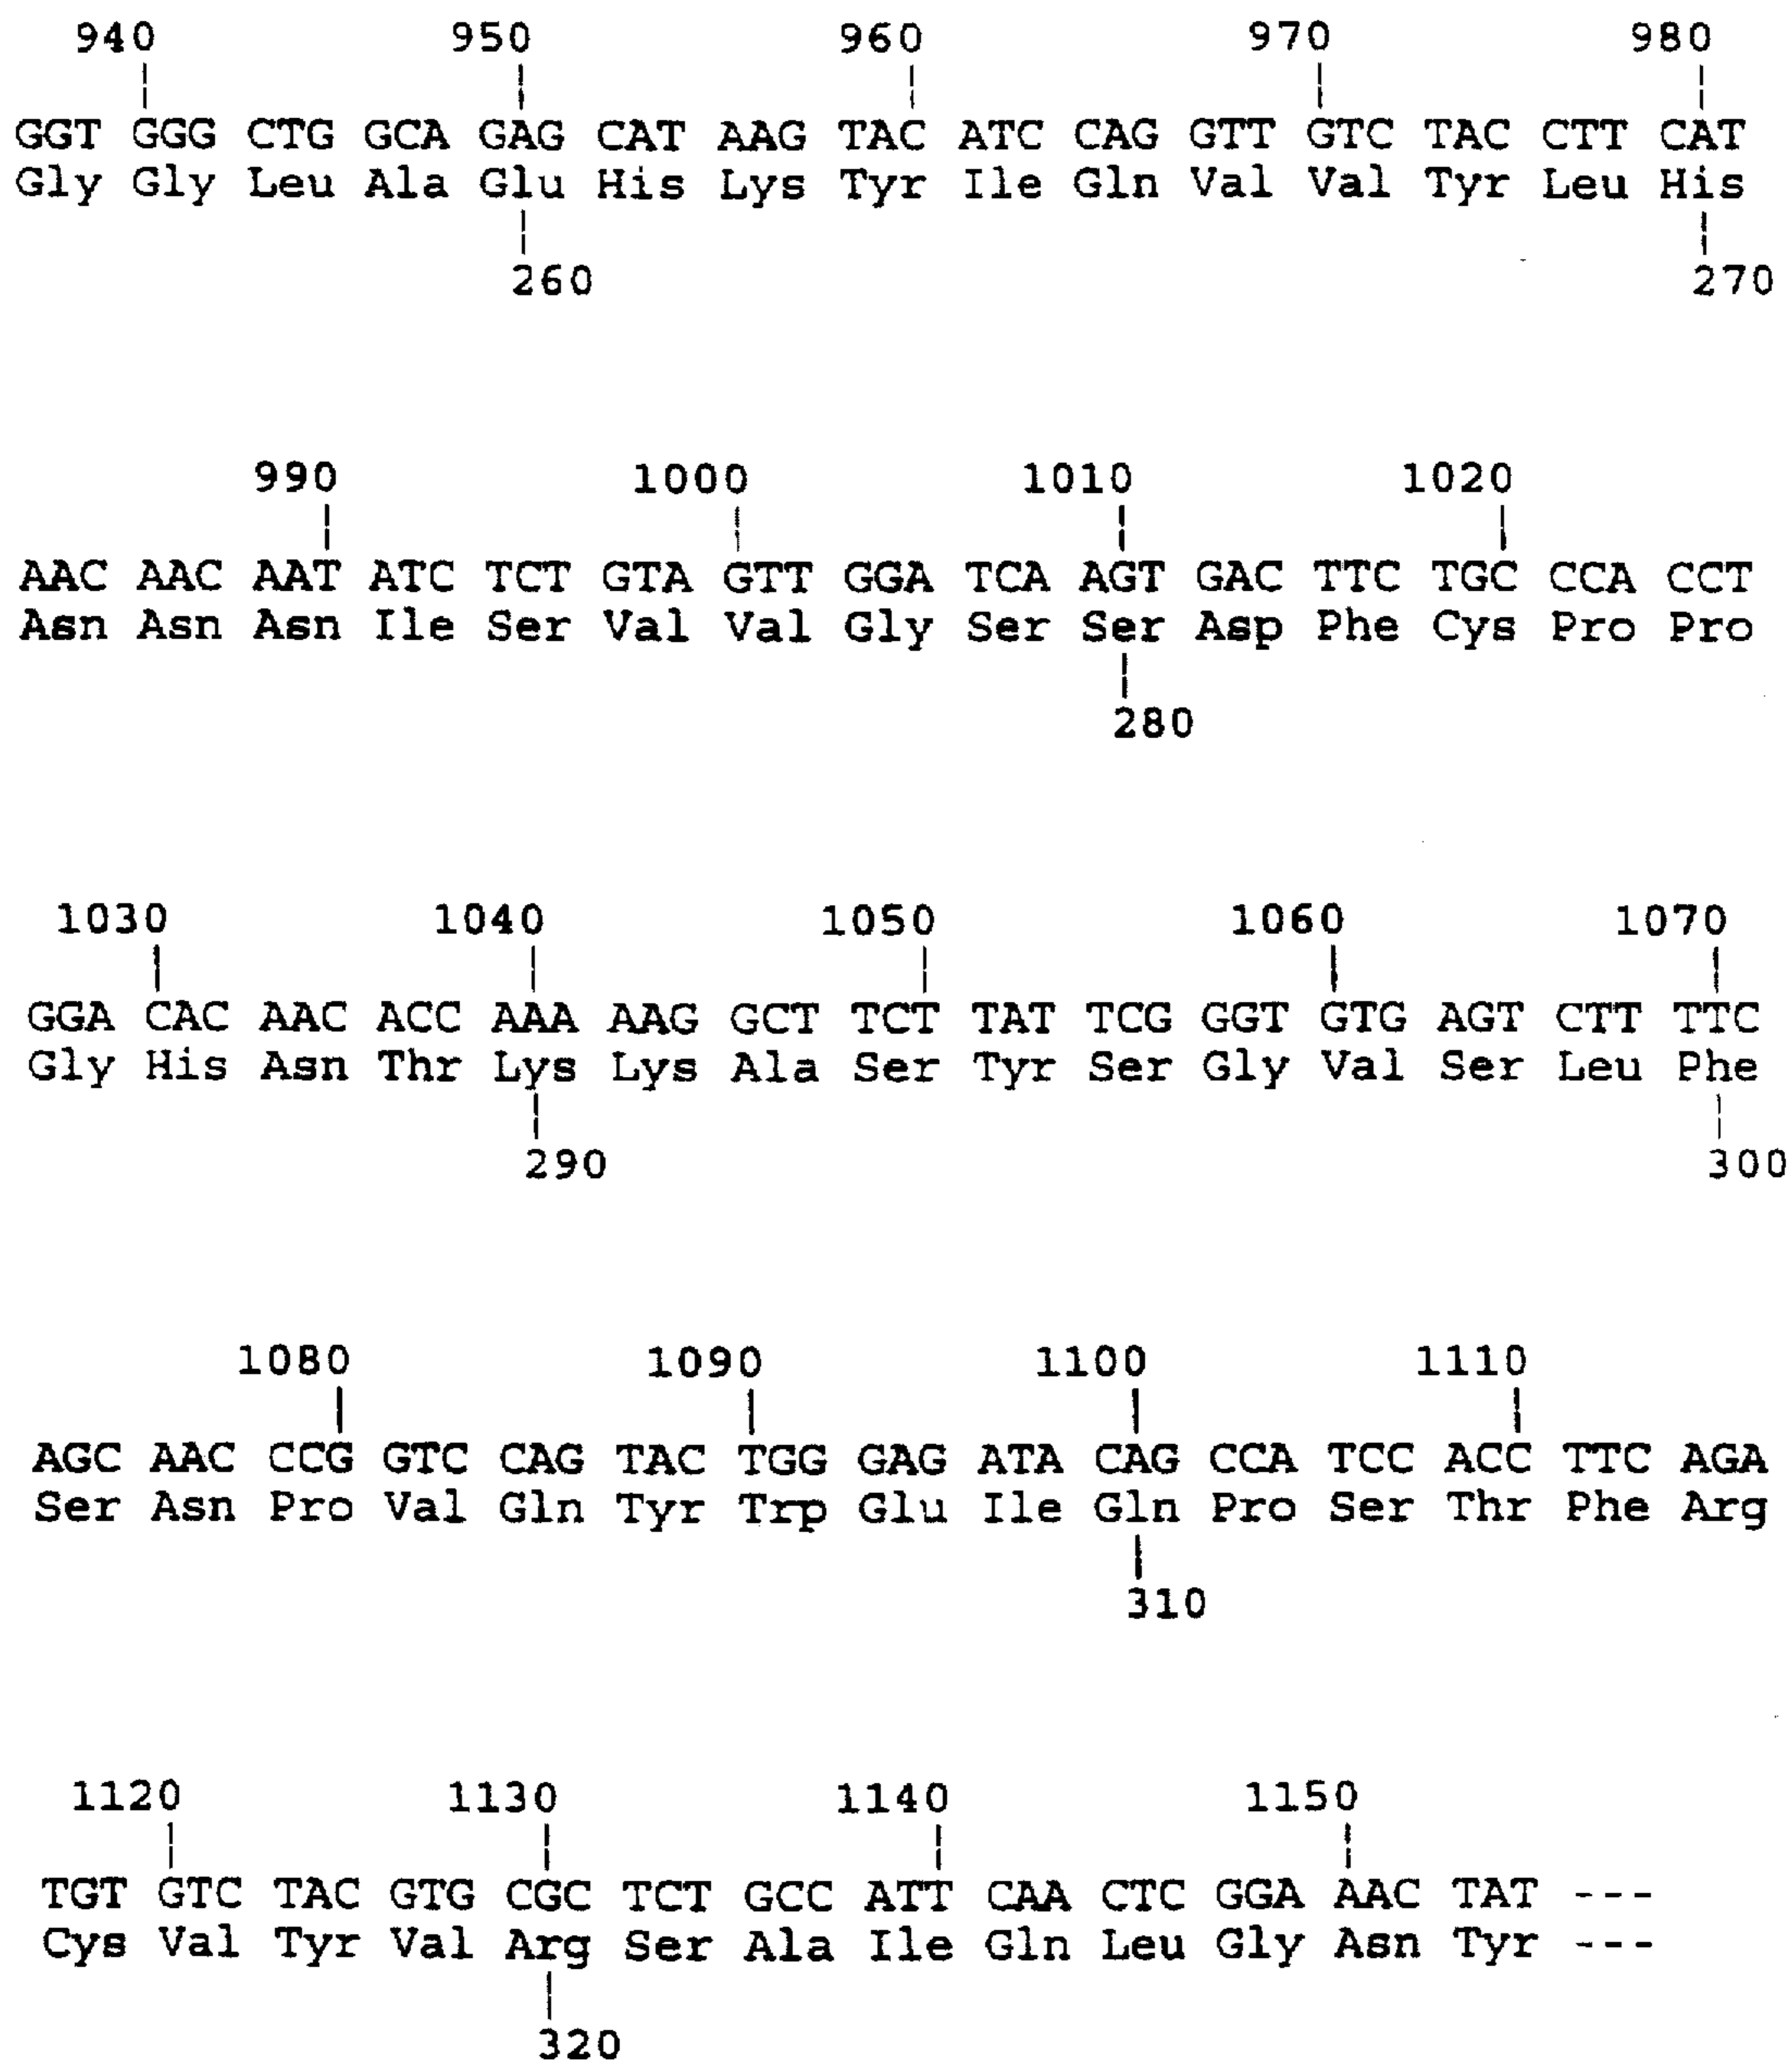 940 950 960 970 980
GGT GGG CTG GCA GAG CAT AAG TAC ATC CAG GTT GTC TAC CTT CAT
Gly Gly Leu Ala Glu His Lys Tyr Ile Gln Val Val Tyr Leu His
260 270
990 1000 1010 1020
AAC AAC AAT ATC TCT GTA GTT GGA TCA AGT GAC TTC TGC CCA CCT
Asn Asn Asn Ile Ser Val Val Gly Ser Ser Asp Phe Cys Pro Pro
280
1030 1040 1050 1060 1070
GGA CAC AAC ACC AAA AAG GCT TCT TAT TCG GGT GTG AGT CTT TTC
Gly His Asn Thr Lys Lys Ala Ser Tyr Ser Gly Val Ser Leu Phe
290 300
1080 1090 1100 1110
AGC AAC CCG GTC CAG TAC TGG GAG ATA CAG CCA TCC ACC TTC AGA
Ser Asn Pro Val Gln Tyr Trp Glu Ile Gln Pro Ser Thr Phe Arg
310
1120 1130 1140 1150
TGT GTC TAC GTG CGC TCT GCC ATT CAA CTC GGA AAC TAT ---
Cys Val Tyr Val Arg Ser Ala Ile Gln Leu Gly Asn Tyr ---
320